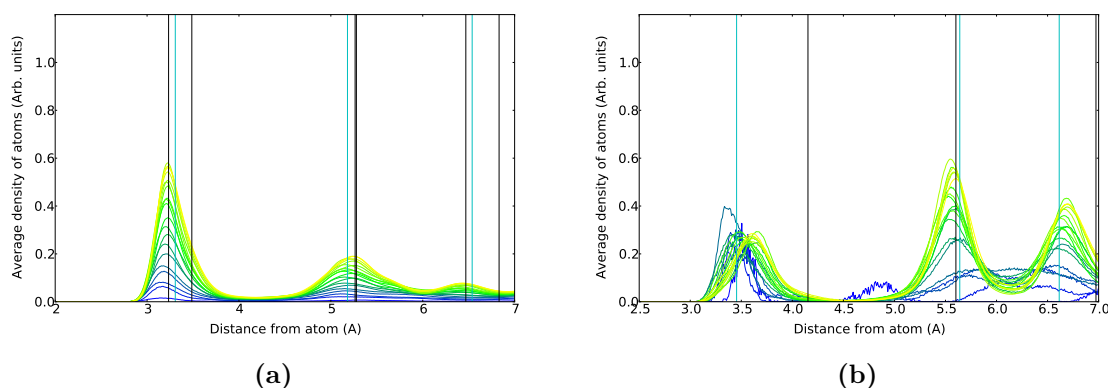 Average density of atoms (Arb. units)
1.0
0.8
0.6
0.4
0.2
0.0
2 3 4 5 6 7
Distance from atom (A)
(a)
Average density of atoms (Arb. units)
1.0
0.8
0.6
0.4
0.2
0.0
2.5 3.0 3.5 4.0 4.5 5.0 5.5 6.0 6.5 7.0
Distance from atom (A)
(b)